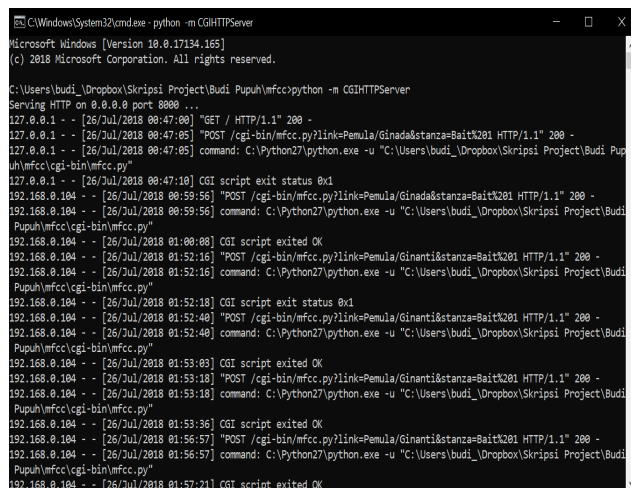 C:\Windows\System32\cmd.exe - python -m CGIHTTPServer
Microsoft Windows [Version 10.0.17134.165]
(c) 2018 Microsoft Corporation. All rights reserved.
C:\Users\budi_\Dropbox\Skripsi Project\Budi Pupuh\mfcc>python -m CGIHTTPServer
Serving HTTP on 0.0.0.0 port 8000 ...
127.0.0.1 - - [26/Jul/2018 00:47:00] "GET / HTTP/1.1" 200 -
127.0.0.1 - - [26/Jul/2018 00:47:05] "POST /cgi-bin/mfcc.py?link=Pemula/Ginada&stanza=Bait%201 HTTP/1.1" 200 -
127.0.0.1 - - [26/Jul/2018 00:47:05] command: C:\Python27\python.exe -u "C:\Users\budi_\Dropbox\Skripsi Project\Budi Pup
uh\mfcc\cgi-bin\mfcc.py"
127.0.0.1 - - [26/Jul/2018 00:47:10] CGI script exit status 0x1
192.168.0.104 - - [26/Jul/2018 00:59:56] "POST /cgi-bin/mfcc.py?link=Pemula/Ginada&stanza=Bait%201 HTTP/1.1" 200 -
192.168.0.104 - - [26/Jul/2018 00:59:56] command: C:\Python27\python.exe -u "C:\Users\budi_\Dropbox\Skripsi Project\Budi
Pupuh\mfcc\cgi-bin\mfcc.py"
192.168.0.104 - - [26/Jul/2018 01:00:08] CGI script exited OK
192.168.0.104 - - [26/Jul/2018 01:52:16] "POST /cgi-bin/mfcc.py?link=Pemula/Ginanti&stanza=Bait%201 HTTP/1.1" 200 -
192.168.0.104 - - [26/Jul/2018 01:52:16] command: C:\Python27\python.exe -u "C:\Users\budi_\Dropbox\Skripsi Project\Budi
Pupuh\mfcc\cgi-bin\mfcc.py"
192.168.0.104 - - [26/Jul/2018 01:52:18] CGI script exit status 0x1
192.168.0.104 - - [26/Jul/2018 01:52:40] "POST /cgi-bin/mfcc.py?link=Pemula/Ginanti&stanza=Bait%201 HTTP/1.1" 200 -
192.168.0.104 - - [26/Jul/2018 01:52:40] command: C:\Python27\python.exe -u "C:\Users\budi_\Dropbox\Skripsi Project\Budi
Pupuh\mfcc\cgi-bin\mfcc.py"
192.168.0.104 - - [26/Jul/2018 01:53:03] CGI script exited OK
192.168.0.104 - - [26/Jul/2018 01:53:18] "POST /cgi-bin/mfcc.py?link=Pemula/Ginanti&stanza=Bait%201 HTTP/1.1" 200 -
192.168.0.104 - - [26/Jul/2018 01:53:18] command: C:\Python27\python.exe -u "C:\Users\budi_\Dropbox\Skripsi Project\Budi
Pupuh\mfcc\cgi-bin\mfcc.py"
192.168.0.104 - - [26/Jul/2018 01:53:36] CGI script exited OK
192.168.0.104 - - [26/Jul/2018 01:56:57] "POST /cgi-bin/mfcc.py?link=Pemula/Ginanti&stanza=Bait%201 HTTP/1.1" 200 -
192.168.0.104 - - [26/Jul/2018 01:56:57] command: C:\Python27\python.exe -u "C:\Users\budi_\Dropbox\Skripsi Project\Budi
Pupuh\mfcc\cgi-bin\mfcc.py"
192.168.0.104 - - [26/Jul/2018 01:57:21] CGI script exited OK